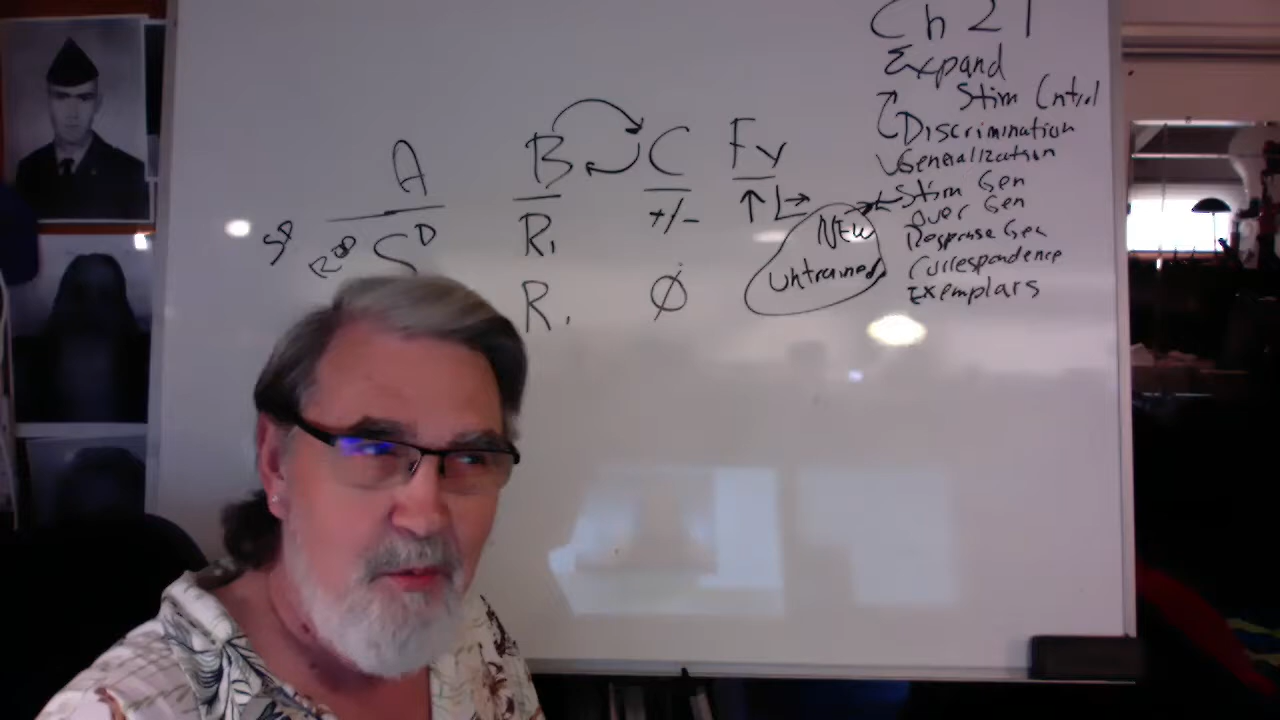 Ch 21
Expand
Stim Cntrl
Discrimination
Generalization
Stim Gen
Over Gen
Response Gen
Correspondence
Exemplars
A B C Fy
SD R1 +/- ↑
R1 ∅
NEW
untrained